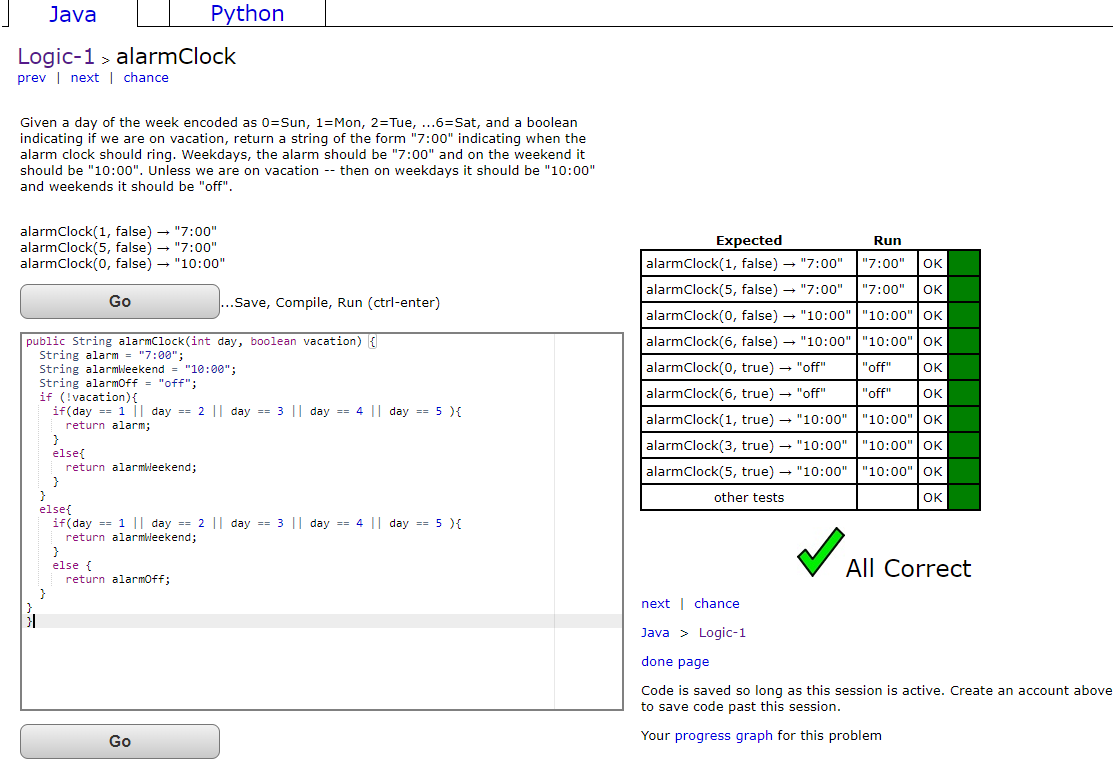 Java Python
Logic-1 > alarmClock
prev | next | chance
Given a day of the week encoded as 0=Sun, 1=Mon, 2=Tue, ...6=Sat, and a boolean
indicating if we are on vacation, return a string of the form "7:00" indicating when the
alarm clock should ring. Weekdays, the alarm should be "7:00" and on the weekend it
should be "10:00". Unless we are on vacation -- then on weekdays it should be "10:00"
and weekends it should be "off".
alarmClock(1, false) → "7:00"
alarmClock(5, false) → "7:00"
alarmClock(0, false) → "10:00"
Go ...Save, Compile, Run (ctrl-enter)
public String alarmClock(int day, boolean vacation) {
  String alarm = "7:00";
  String alarmWeekend = "10:00";
  String alarmOff = "off";
  if (!vacation){
    if(day == 1 || day == 2 || day == 3 || day == 4 || day == 5 ){
      return alarm;
    }
    else{
      return alarmWeekend;
    }
  }
  else{
    if(day == 1 || day == 2 || day == 3 || day == 4 || day == 5 ){
      return alarmWeekend;
    }
    else {
      return alarmOff;
  }
}
}
Go
Expected Run
alarmClock(1, false) → "7:00" "7:00" OK
alarmClock(5, false) → "7:00" "7:00" OK
alarmClock(0, false) → "10:00" "10:00" OK
alarmClock(6, false) → "10:00" "10:00" OK
alarmClock(0, true) → "off" "off" OK
alarmClock(6, true) → "off" "off" OK
alarmClock(1, true) → "10:00" "10:00" OK
alarmClock(3, true) → "10:00" "10:00" OK
alarmClock(5, true) → "10:00" "10:00" OK
other tests OK
All Correct
next | chance
Java > Logic-1
done page
Code is saved so long as this session is active. Create an account above
to save code past this session.
Your progress graph for this problem